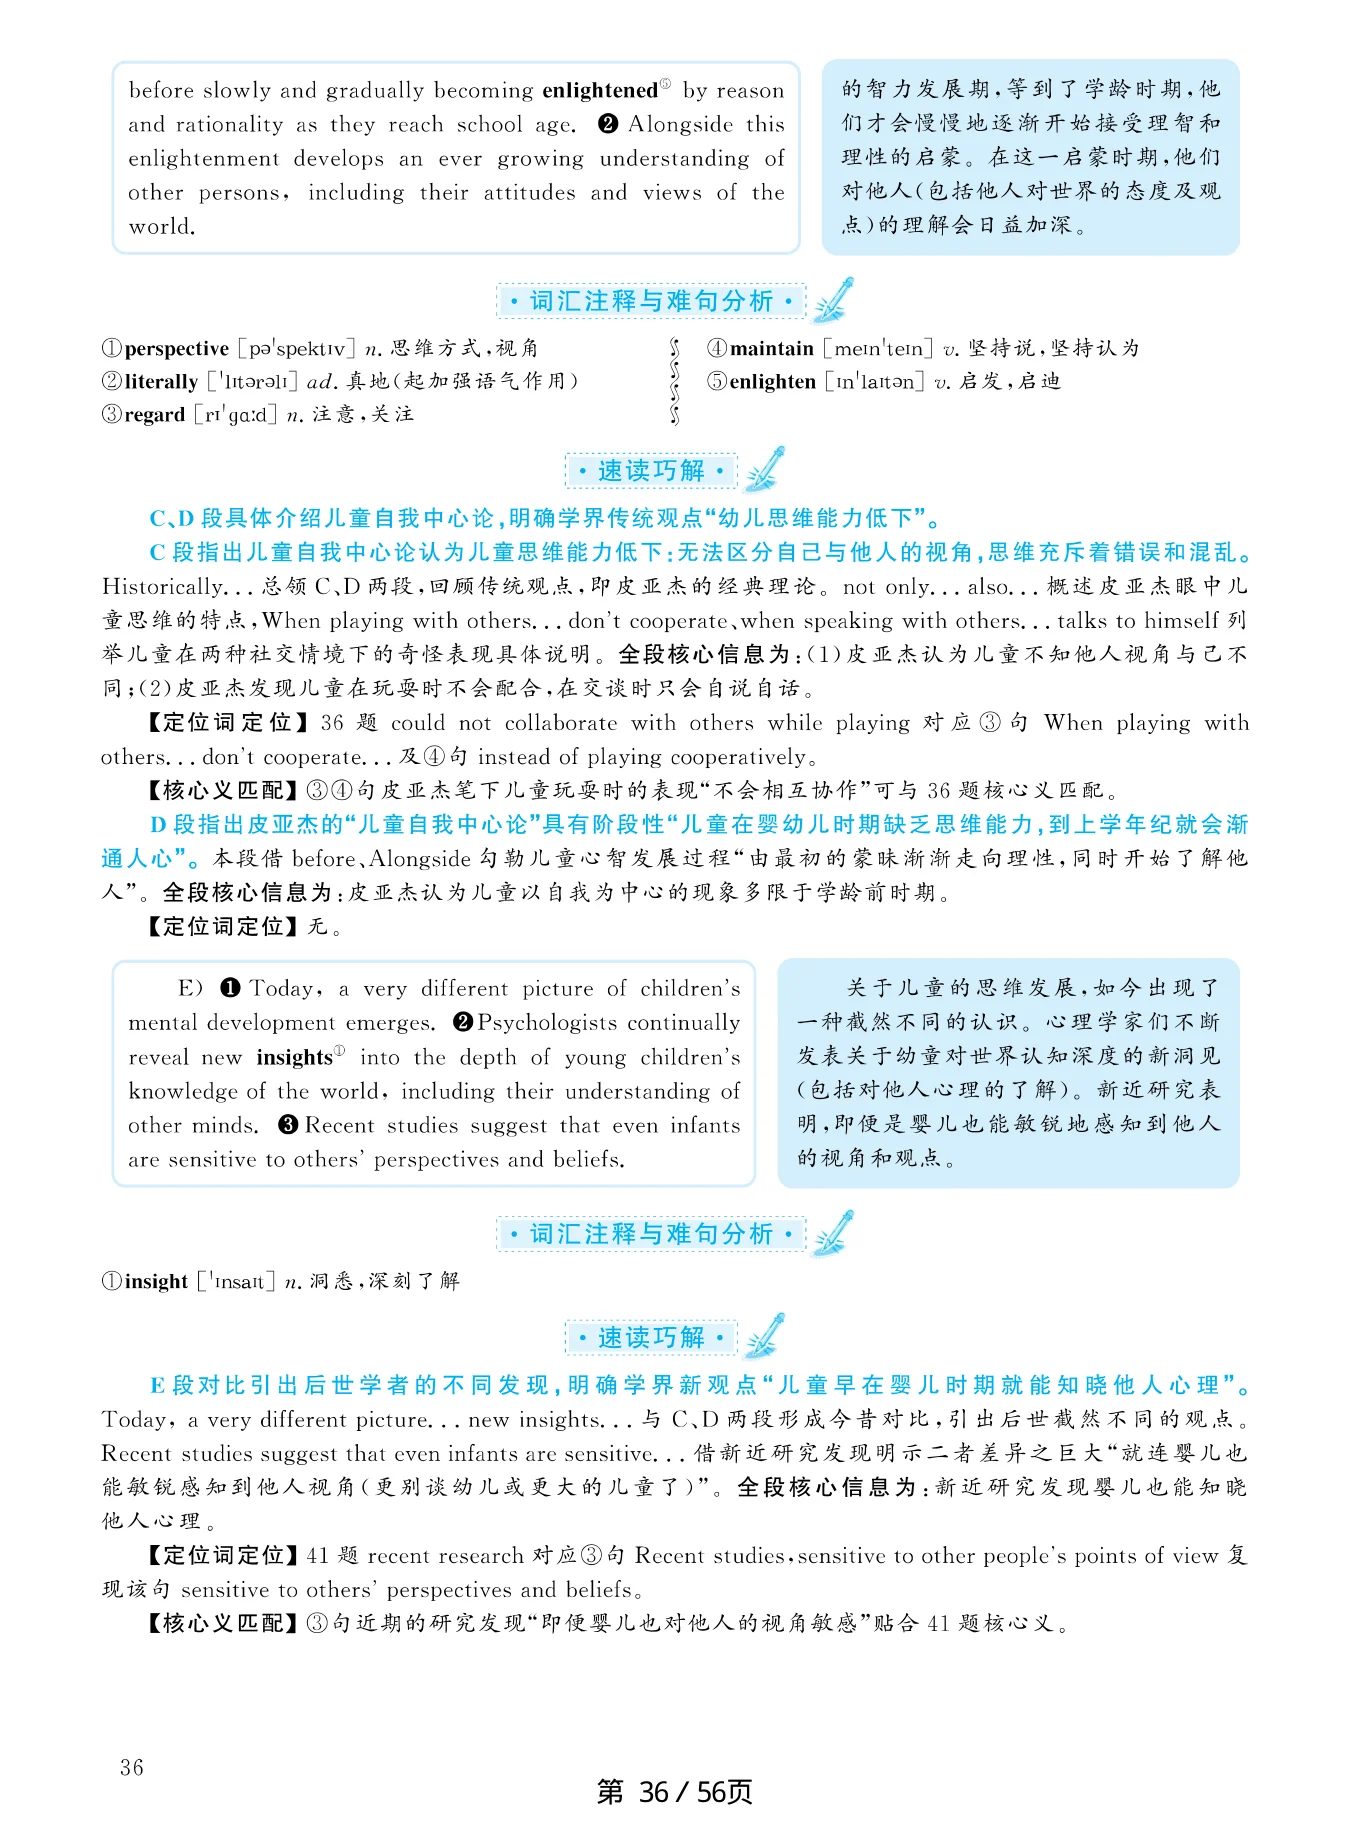 before slowly and gradually becoming enlightened⑤ by reason
and rationality as they reach school age. ❷ Alongside this
enlightenment develops an ever growing understanding of
other persons, including their attitudes and views of the
world.
的智力发展期,等到了学龄时期,他
们才会慢慢地逐渐开始接受理智和
理性的启蒙。在这一启蒙时期,他们
对他人(包括他人对世界的态度及观
点)的理解会日益加深。
·词汇注释与难句分析·
①perspective [pə'spektɪv] n. 思维方式,视角
②literally ['lɪtərəlɪ] ad. 真地(起加强语气作用)
③regard [rɪ'gɑːd] n. 注意,关注
④maintain [meɪn'teɪn] v. 坚持说,坚持认为
⑤enlighten [ɪn'laɪtən] v. 启发,启迪
·速读巧解·
C、D 段具体介绍儿童自我中心论,明确学界传统观点“幼儿思维能力低下”。
C 段指出儿童自我中心论认为儿童思维能力低下:无法区分自己与他人的视角,思维充斥着错误和混乱。
Historically...总领 C、D 两段,回顾传统观点,即皮亚杰的经典理论。not only...also...概述皮亚杰眼中儿
童思维的特点,When playing with others...don't cooperate、when speaking with others...talks to himself 列
举儿童在两种社交情境下的奇怪表现具体说明。全段核心信息为:(1)皮亚杰认为儿童不知他人视角与己不
同;(2)皮亚杰发现儿童在玩耍时不会配合,在交谈时只会自说自话。
【定位词定位】36 题 could not collaborate with others while playing 对应③句 When playing with
others...don't cooperate...及④句 instead of playing cooperatively。
【核心义匹配】③④句皮亚杰笔下儿童玩耍时的表现“不会相互协作”可与 36 题核心义匹配。
D 段指出皮亚杰的“儿童自我中心论”具有阶段性“儿童在婴幼儿时期缺乏思维能力,到上学年纪就会渐
通人心”。本段借 before、Alongside 勾勒儿童心智发展过程“由最初的蒙昧渐渐走向理性,同时开始了解他
人”。全段核心信息为:皮亚杰认为儿童以自我为中心的现象多限于学龄前时期。
【定位词定位】无。
E) ❶ Today, a very different picture of children's
mental development emerges. ❷ Psychologists continually
reveal new insights① into the depth of young children's
knowledge of the world, including their understanding of
other minds. ❸ Recent studies suggest that even infants
are sensitive to others' perspectives and beliefs.
关于儿童的思维发展,如今出现了
一种截然不同的认识。心理学家们不断
发表关于幼童对世界认知深度的新洞见
(包括对他人心理的了解)。新近研究表
明,即便是婴儿也能敏锐地感知到他人
的视角和观点。
·词汇注释与难句分析·
①insight ['ɪnsaɪt] n. 洞悉,深刻了解
·速读巧解·
E 段对比引出后世学者的不同发现,明确学界新观点“儿童早在婴儿时期就能知晓他人心理”。
Today, a very different picture...new insights...与 C、D 两段形成今昔对比,引出后世截然不同的观点。
Recent studies suggest that even infants are sensitive...借新近研究发现明示二者差异之巨大“就连婴儿也
能敏锐感知到他人视角(更别谈幼儿或更大的儿童了)”。全段核心信息为:新近研究发现婴儿也能知晓
他人心理。
【定位词定位】41 题 recent research 对应③句 Recent studies,sensitive to other people's points of view 复
现该句 sensitive to others' perspectives and beliefs。
【核心义匹配】③句近期的研究发现“即便婴儿也对他人的视角敏感”贴合 41 题核心义。
36
第 36 / 56页